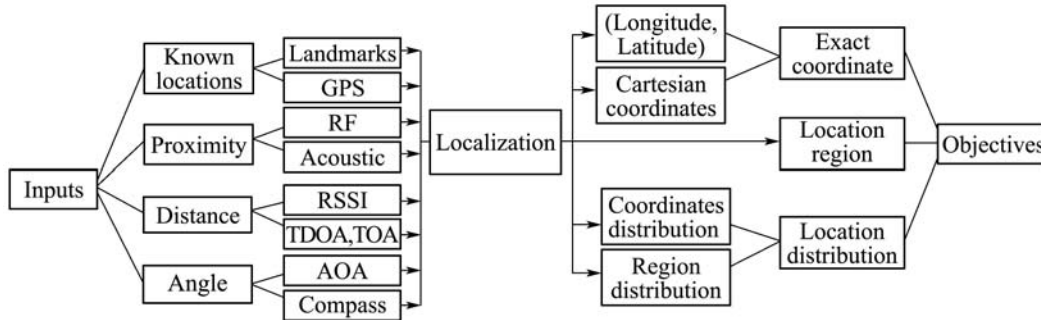 Inputs
Known
locations
Proximity
Distance
Angle
Landmarks
GPS
RF
Acoustic
RSSI
TDOA,TOA
AOA
Compass
Localization
(Longitude,
Latitude)
Cartesian
coordinates
Coordinates
distribution
Region
distribution
Exact
coordinate
Location
region
Location
distribution
Objectives